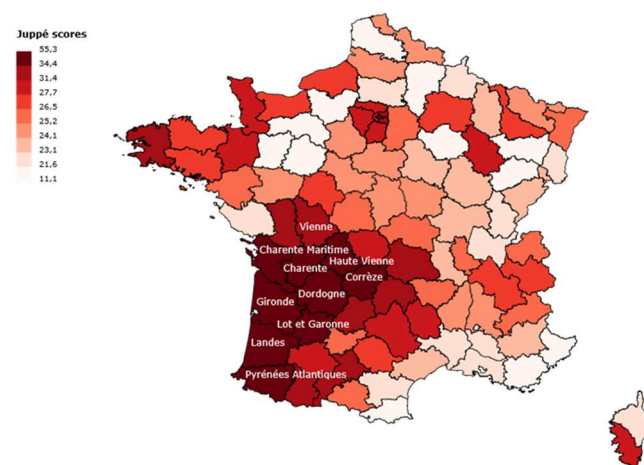 Juppé scores
55,3
34,4
31,4
27,7
26,5
25,2
24,1
23,1
21,6
11,1
Vienne
Charente Maritime
Haute Vienne
Charente
Corrèze
Dordogne
Gironde
Lot et Garonne
Landes
Pyrénées Atlantiques